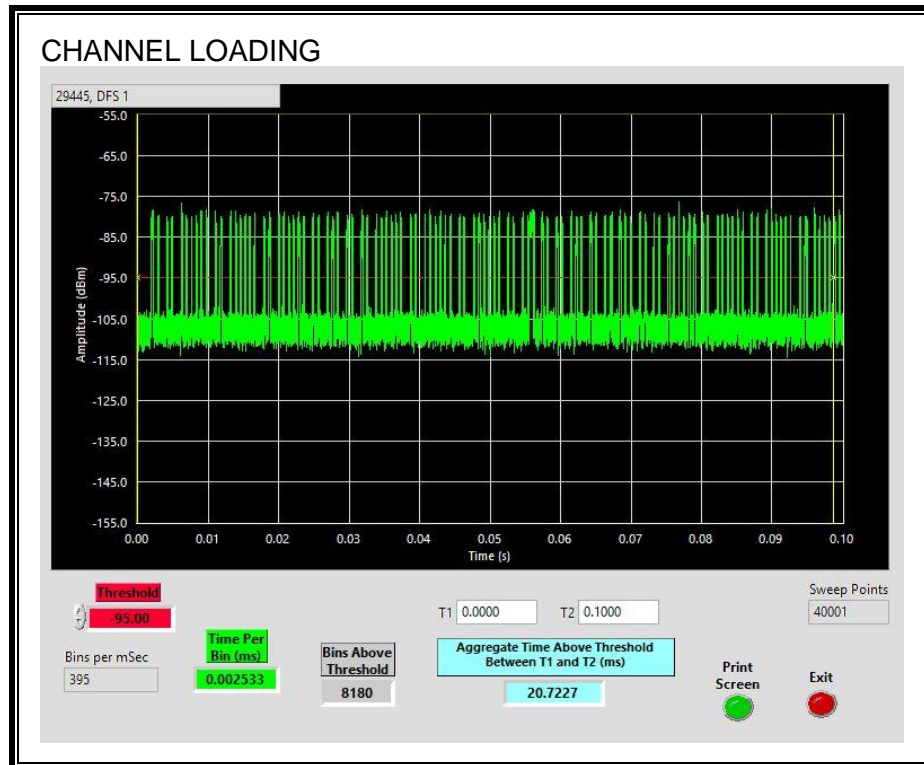 CHANNEL LOADING
29445, DFS 1
-55.0
-65.0
-75.0
-85.0
-95.0
-105.0
-115.0
-125.0
-135.0
-145.0
-155.0
Amplitude (dBm)
0.00 0.01 0.02 0.03 0.04 0.05 0.06 0.07 0.08 0.09 0.10
Time (s)
Threshold
-95.00
Bins per mSec
395
Time Per
Bin (ms)
0.002533
Bins Above
Threshold
8180
T1 0.0000 T2 0.1000
Aggregate Time Above Threshold
Between T1 and T2 (ms)
20.7227
Sweep Points
40001
Print
Screen
Exit